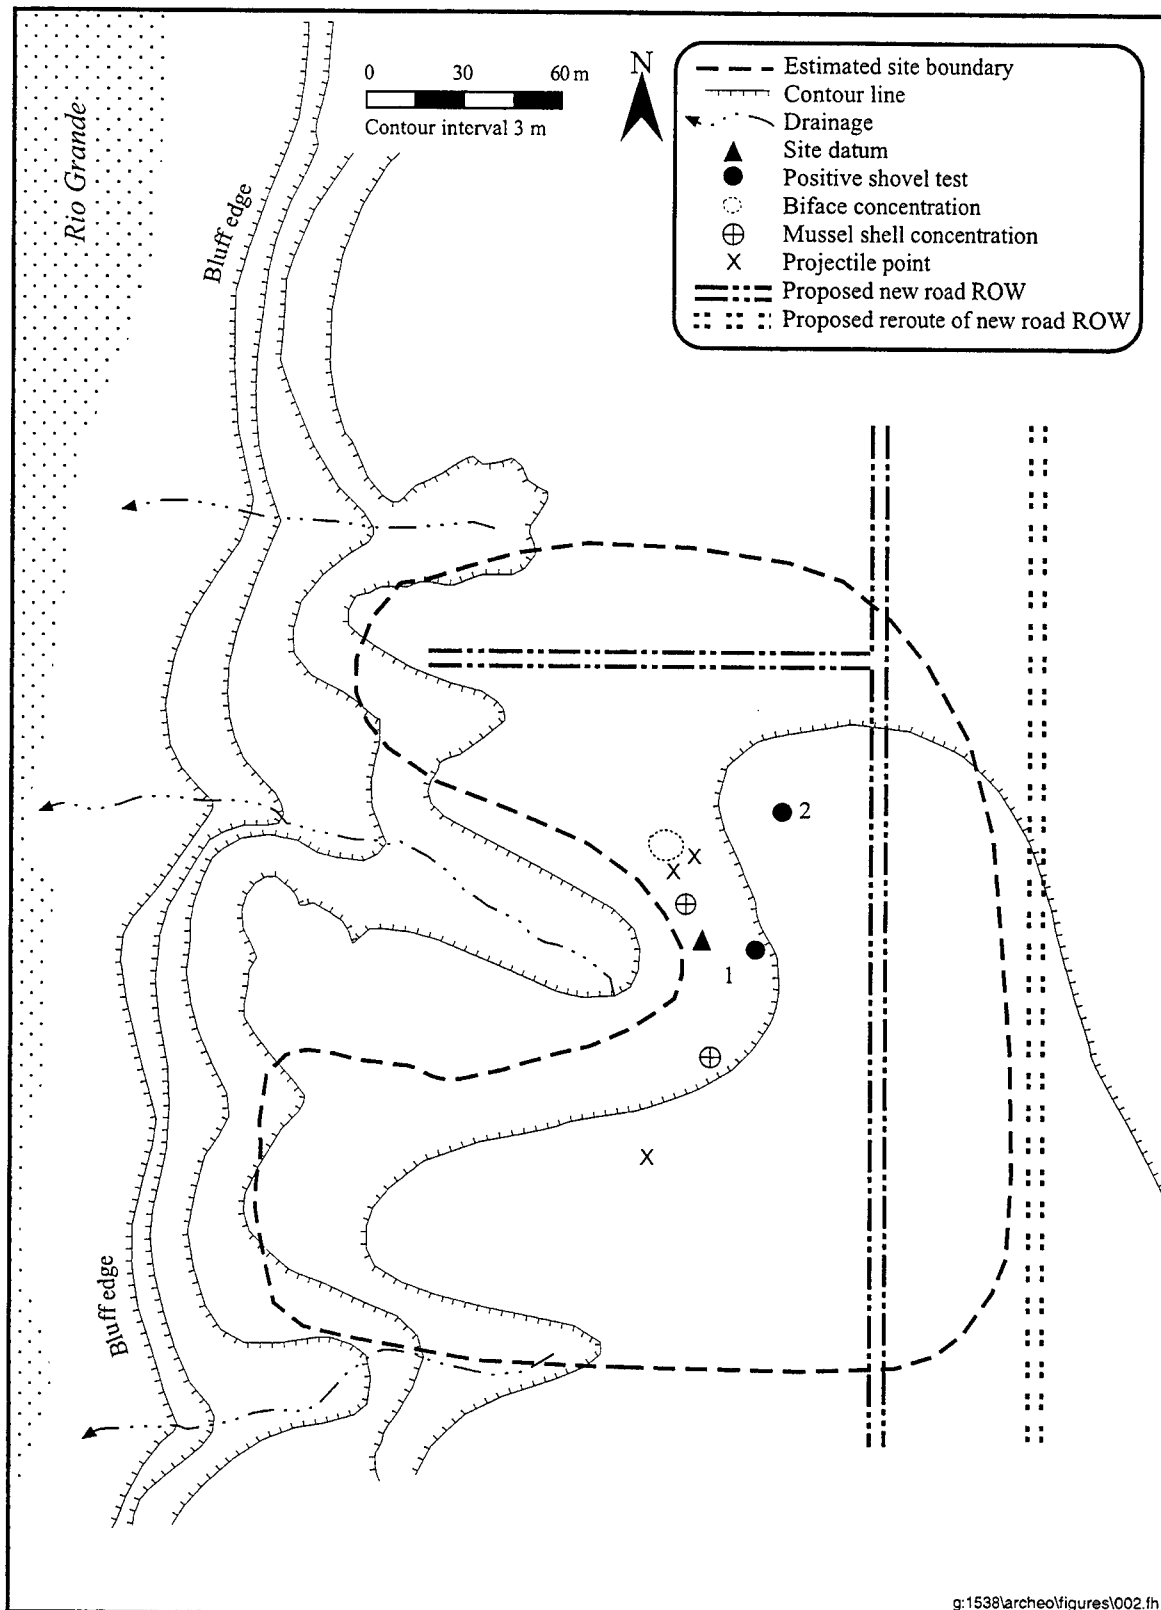 0 30 60 m
Contour interval 3 m
N
Estimated site boundary
Contour line
Drainage
Site datum
Positive shovel test
Biface concentration
Mussel shell concentration
X Projectile point
Proposed new road ROW
Proposed reroute of new road ROW
Rio Grande
Bluff edge
2
X
X
1
X
Bluff edge
g:1538\archeo\figures\002.fh